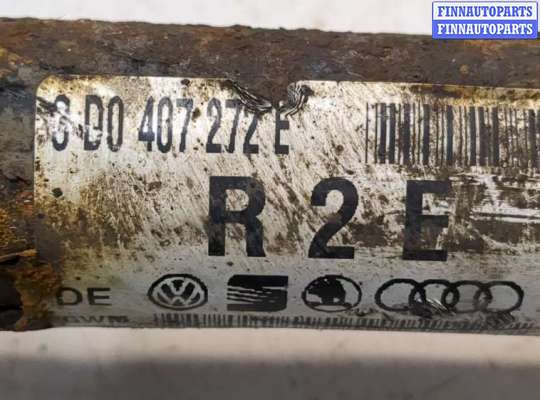 FINNAUTOPARTS
FINNAUTOPARTS
D0 407 272 E
R 2 E
DE